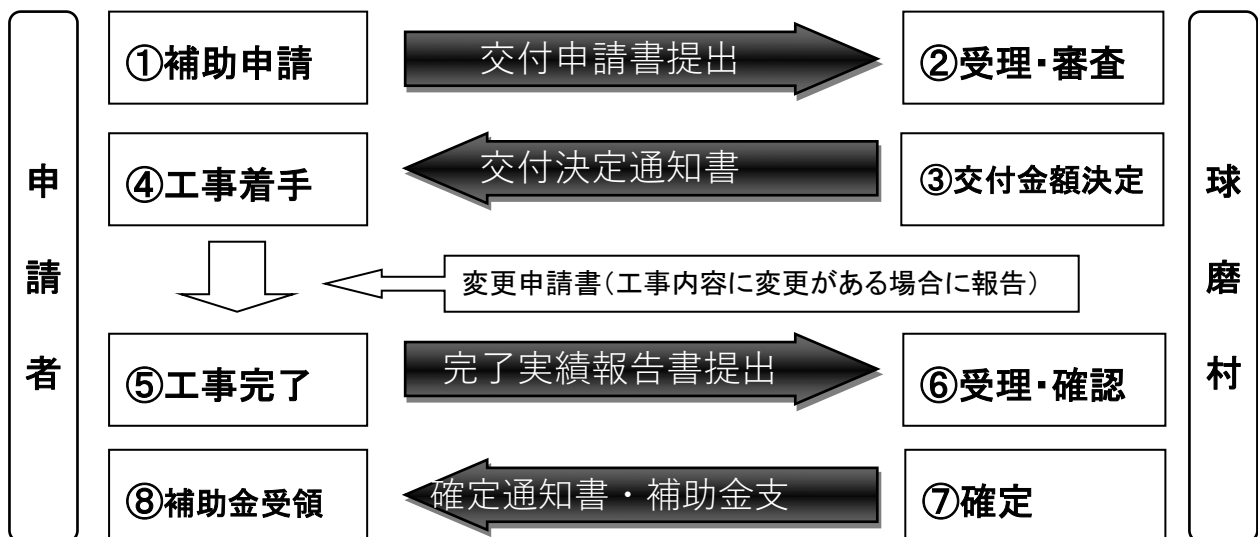 申請者
①補助申請
交付申請書提出
②受理・審査
球磨村
④工事着手
交付決定通知書
③交付金額決定
変更申請書（工事内容に変更がある場合に報告）
⑤工事完了
完了実績報告書提出
⑥受理・確認
⑧補助金受領
確定通知書・補助金支
⑦確定